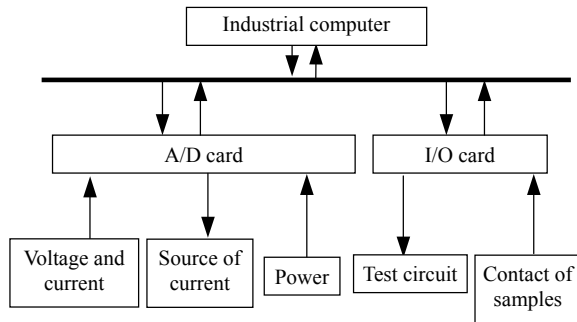 Industrial computer
A/D card
I/O card
Voltage and
current
Source of
current
Power
Test circuit
Contact of
samples